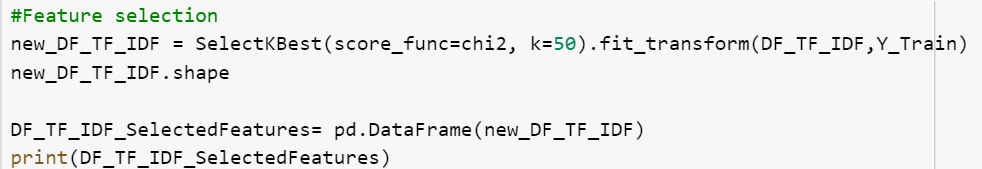 #Feature selection
new_DF_TF_IDF = SelectKBest(score_func=chi2, k=50).fit_transform(DF_TF_IDF,Y_Train)
new_DF_TF_IDF.shape
DF_TF_IDF_SelectedFeatures= pd.DataFrame(new_DF_TF_IDF)
print(DF_TF_IDF_SelectedFeatures)